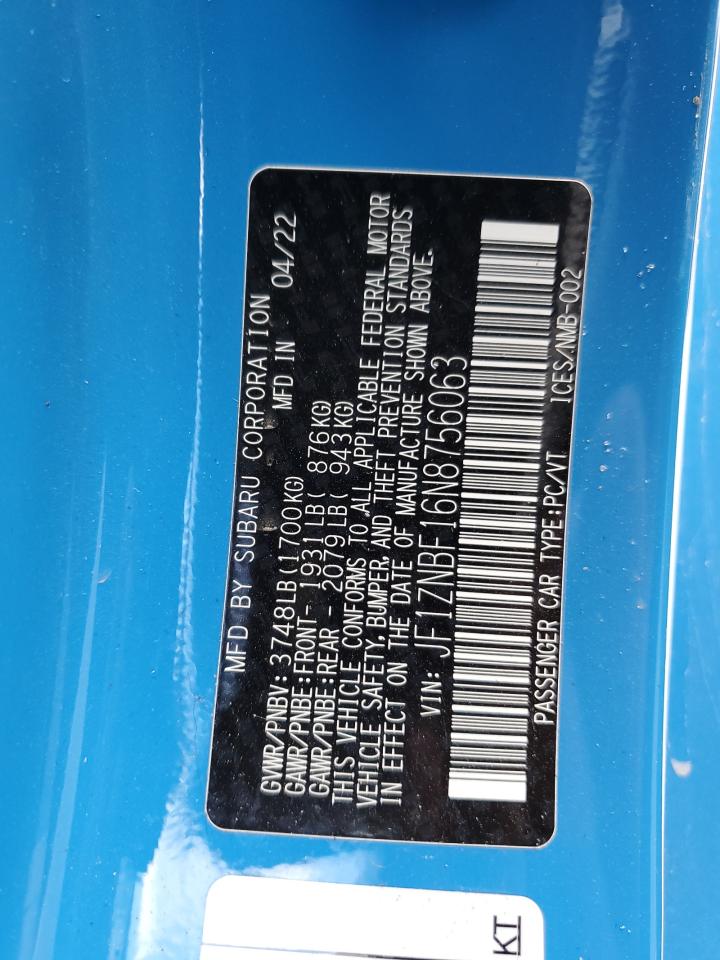 MFD BY SUBARU CORPORATION
MFD IN 04/22
GVWR/PNBV: 3748LB(1700KG)
GAWR/PNBE:FRONT- 1931LB( 876KG)
GAWR/PNBE:REAR - 2079LB( 943KG)
THIS VEHICLE CONFORMS TO ALL APPLICABLE FEDERAL MOTOR
VEHICLE SAFETY, BUMPER, AND THEFT PREVENTION STANDARDS
IN EFFECT ON THE DATE OF MANUFACTURE SHOWN ABOVE.
VIN: JF1ZNBF16N8756063
PASSENGER CAR TYPE:PC/VT ICES/NMB-002
KT